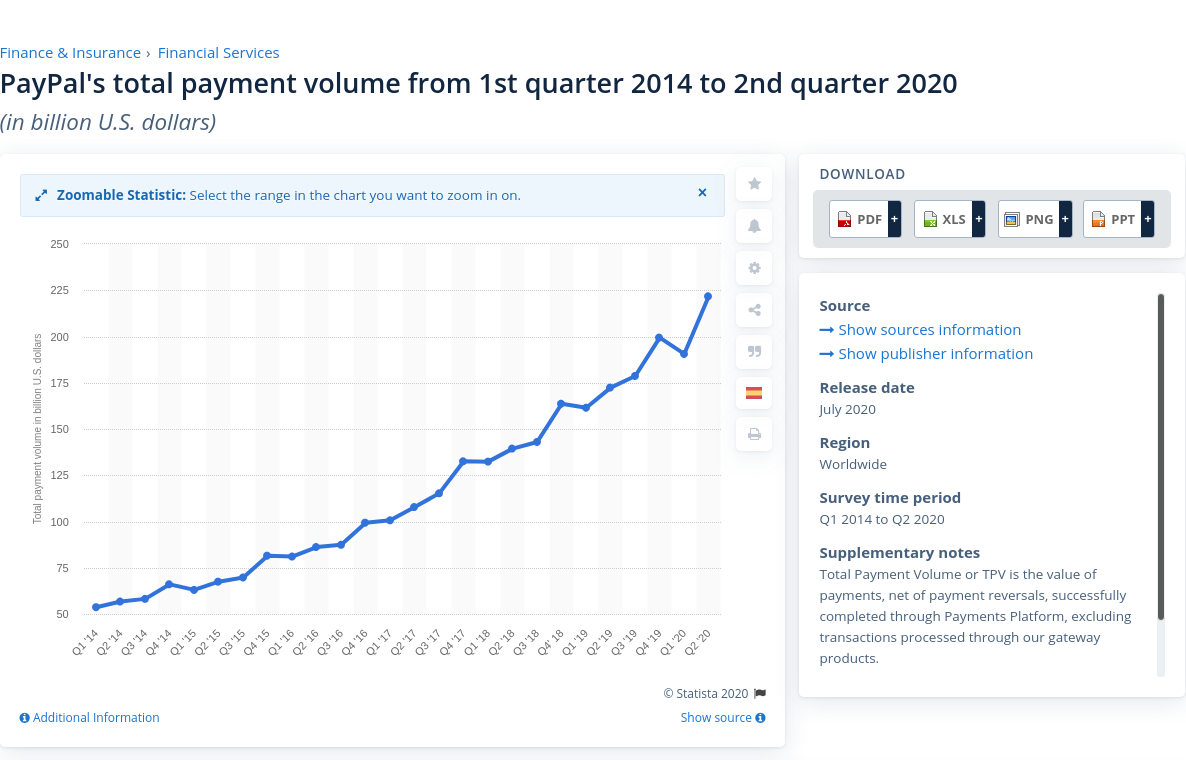 Finance & Insurance › Financial Services
PayPal's total payment volume from 1st quarter 2014 to 2nd quarter 2020
(in billion U.S. dollars)
Zoomable Statistic: Select the range in the chart you want to zoom in on. ×
250
225
200
175
150
125
100
75
50
Total payment volume in billion U.S. dollars
Q1 '14
Q2 '14
Q3 '14
Q4 '14
Q1 '15
Q2 '15
Q3 '15
Q4 '15
Q1 '16
Q2 '16
Q3 '16
Q4 '16
Q1 '17
Q2 '17
Q3 '17
Q4 '17
Q1 '18
Q2 '18
Q3 '18
Q4' 18
Q1 '19
Q2 '19
Q3 '19
Q4 '19
Q1 '20
Q2 '20
© Statista 2020
Additional Information
Show source
DOWNLOAD
PDF + XLS + PNG + PPT +
Source
Show sources information
Show publisher information
Release date
July 2020
Region
Worldwide
Survey time period
Q1 2014 to Q2 2020
Supplementary notes
Total Payment Volume or TPV is the value of
payments, net of payment reversals, successfully
completed through Payments Platform, excluding
transactions processed through our gateway
products.